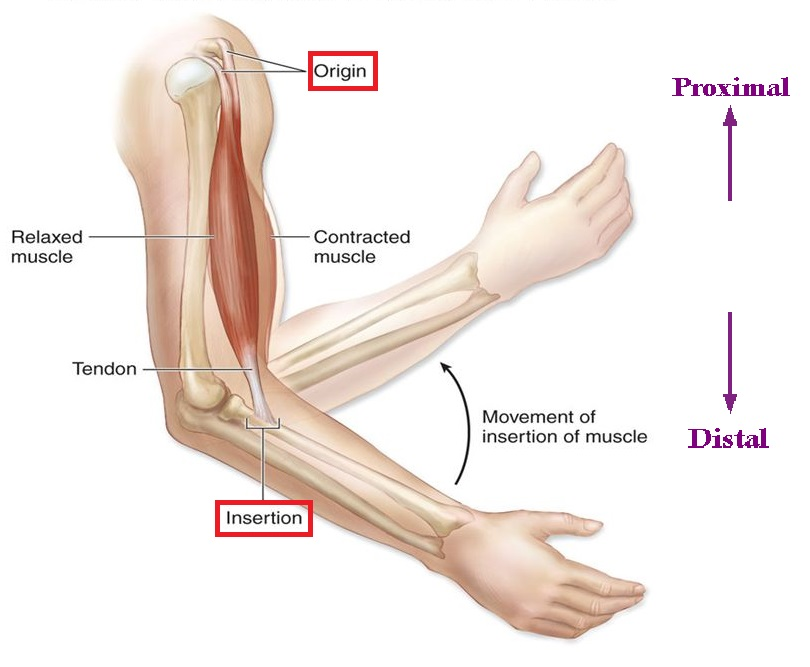 Origin
Proximal
Relaxed
muscle
Contracted
muscle
Tendon
Movement of
insertion of muscle
Distal
Insertion